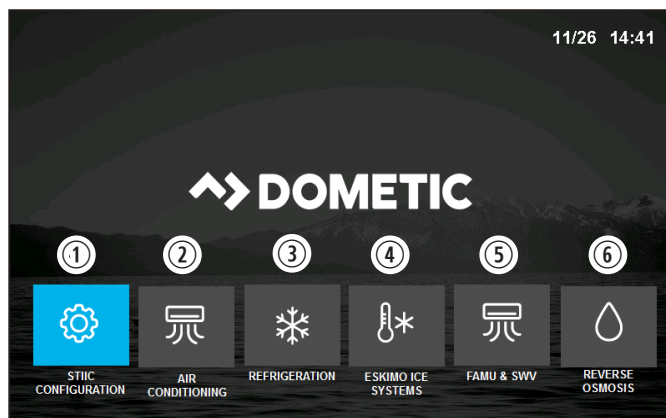 11/26 14:41
DOMETIC
① ② ③ ④ ⑤ ⑥
STIIC
CONFIGURATION
AIR
CONDITIONING
REFRIGERATION
ESKIMO ICE
SYSTEMS
FAMU & SWV
REVERSE
OSMOSIS